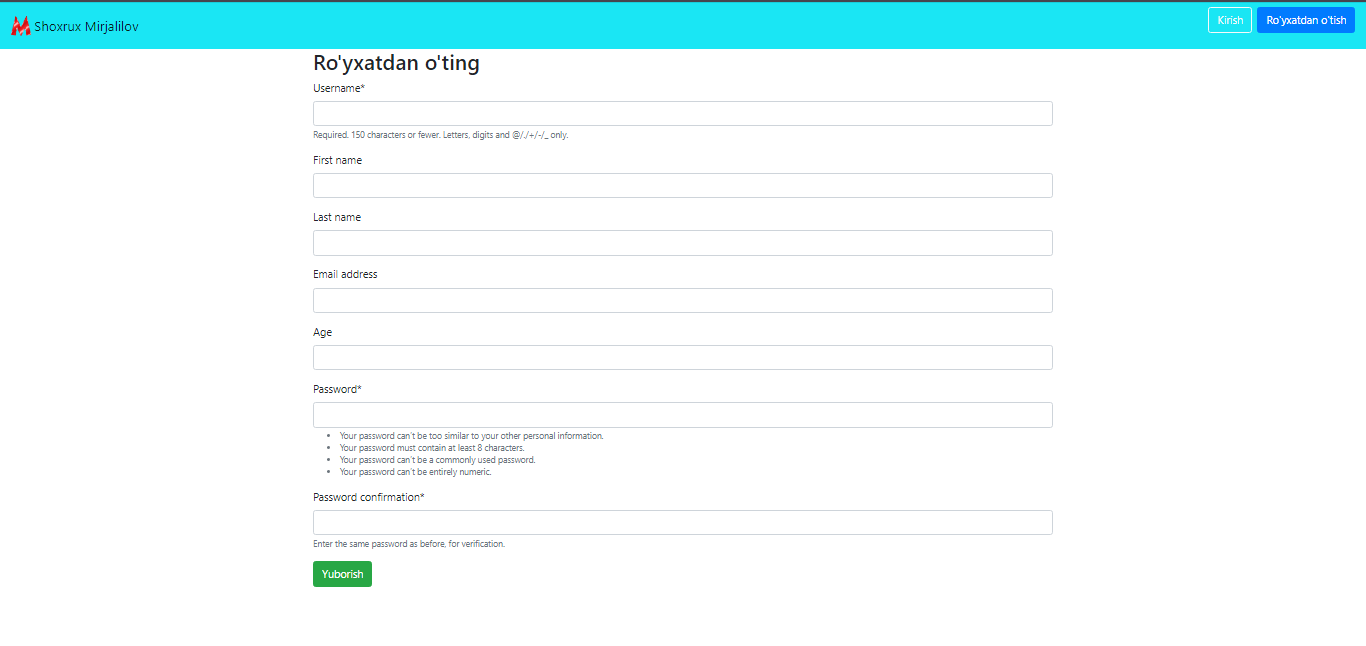 Shoxrux Mirjalilov
Kirish
Ro'yxatdan o'tish
Ro'yxatdan o'ting
Username*
Required. 150 characters or fewer. Letters, digits and @/./+/-/_ only.
First name
Last name
Email address
Age
Password*
• Your password can't be too similar to your other personal information.
• Your password must contain at least 8 characters.
• Your password can't be a commonly used password.
• Your password can't be entirely numeric.
Password confirmation*
Enter the same password as before, for verification.
Yuborish